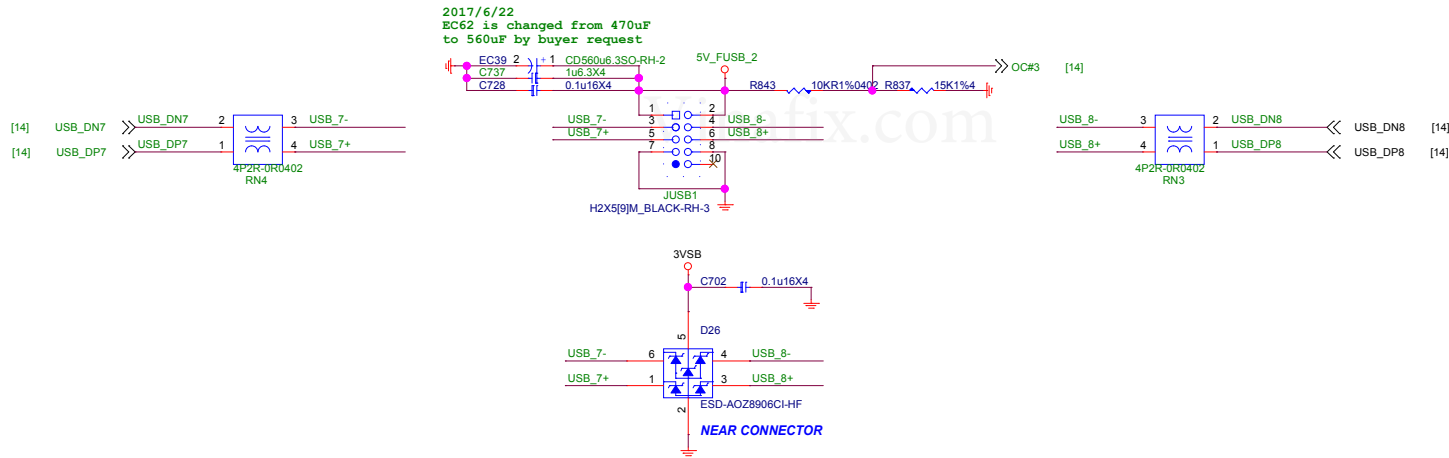 2017/6/22
EC62 is changed from 470uF
to 560uF by buyer request
EC39 2 + 1 CD560u6.3SO-RH-2
C737 1u6.3X4
C728 0.1u16X4
5V_FUSB_2
R843 10KR1%0402 R837 15K1%4
OC#3 [14]
1 2
USB_7- 3 4 USB_8-
USB_7+ 5 6 USB_8+
7 8
10
JUSB1
H2X5[9]M_BLACK-RH-3
[14] USB_DN7 USB_DN7 2 3 USB_7-
[14] USB_DP7 USB_DP7 1 4 USB_7+
4P2R-0R0402
RN4
USB_8- 3 2 USB_DN8 USB_DN8 [14]
USB_8+ 4 1 USB_DP8 USB_DP8 [14]
4P2R-0R0402
RN3
3VSB
C702 0.1u16X4
5 D26
USB_7- 6 4 USB_8-
USB_7+ 1 3 USB_8+
2 ESD-AOZ8906CI-HF
NEAR CONNECTOR